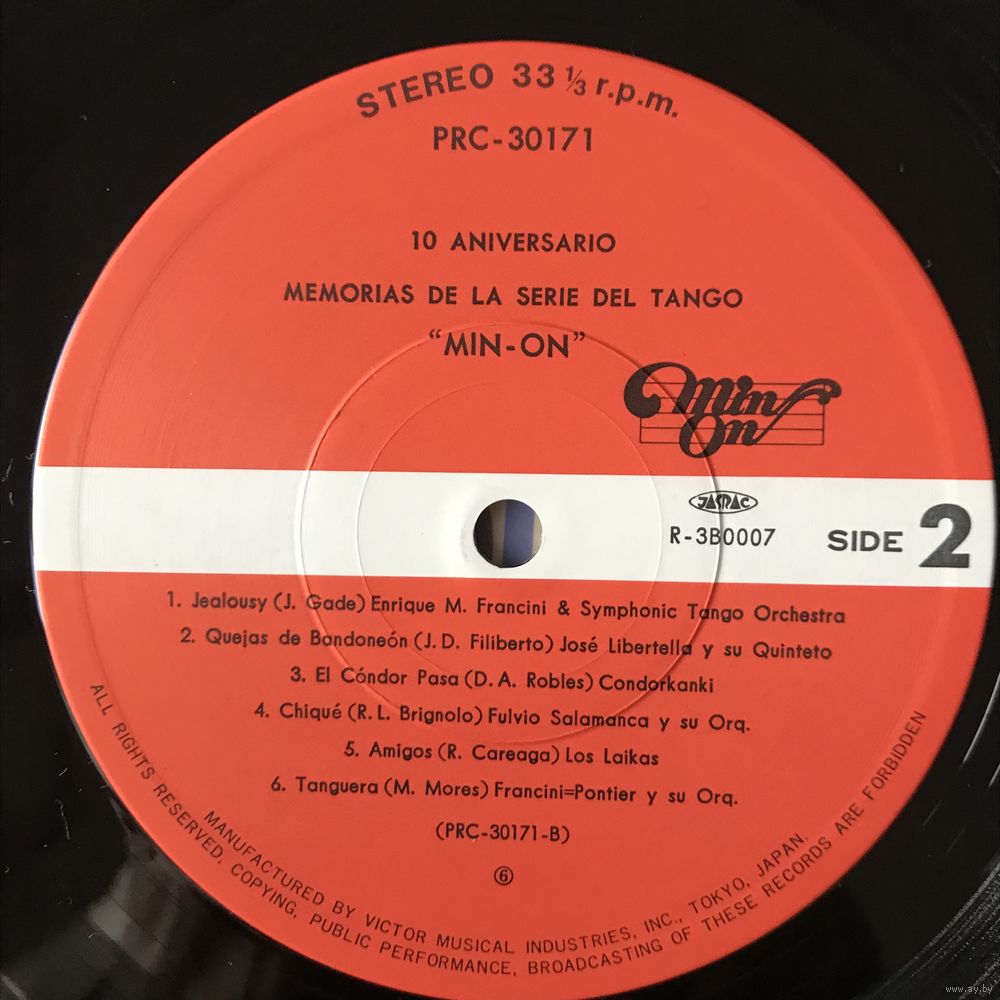 STEREO 33 1/3 r.p.m.
PRC-30171
10 ANIVERSARIO
MEMORIAS DE LA SERIE DEL TANGO
“MIN-ON”
Min
On
JASRAC
R-3B0007
SIDE 2
1. Jealousy (J. Gade) Enrique M. Francini & Symphonic Tango Orchestra
2. Quejas de Bandoneón (J. D. Filiberto) José Libertella y su Quinteto
3. El Cóndor Pasa (D. A. Robles) Condorkanki
4. Chiqué (R. L. Brignolo) Fulvio Salamanca y su Orq.
5. Amigos (R. Careaga) Los Laikas
6. Tanguera (M. Mores) Francini=Pontier y su Orq.
(PRC-30171-B)
⑥
MANUFACTURED BY VICTOR MUSICAL INDUSTRIES, INC., TOKYO, JAPAN.
ALL RIGHTS RESERVED, COPYING, PUBLIC PERFORMANCE, BROADCASTING OF THESE RECORDS ARE FORBIDDEN
www.ay.by